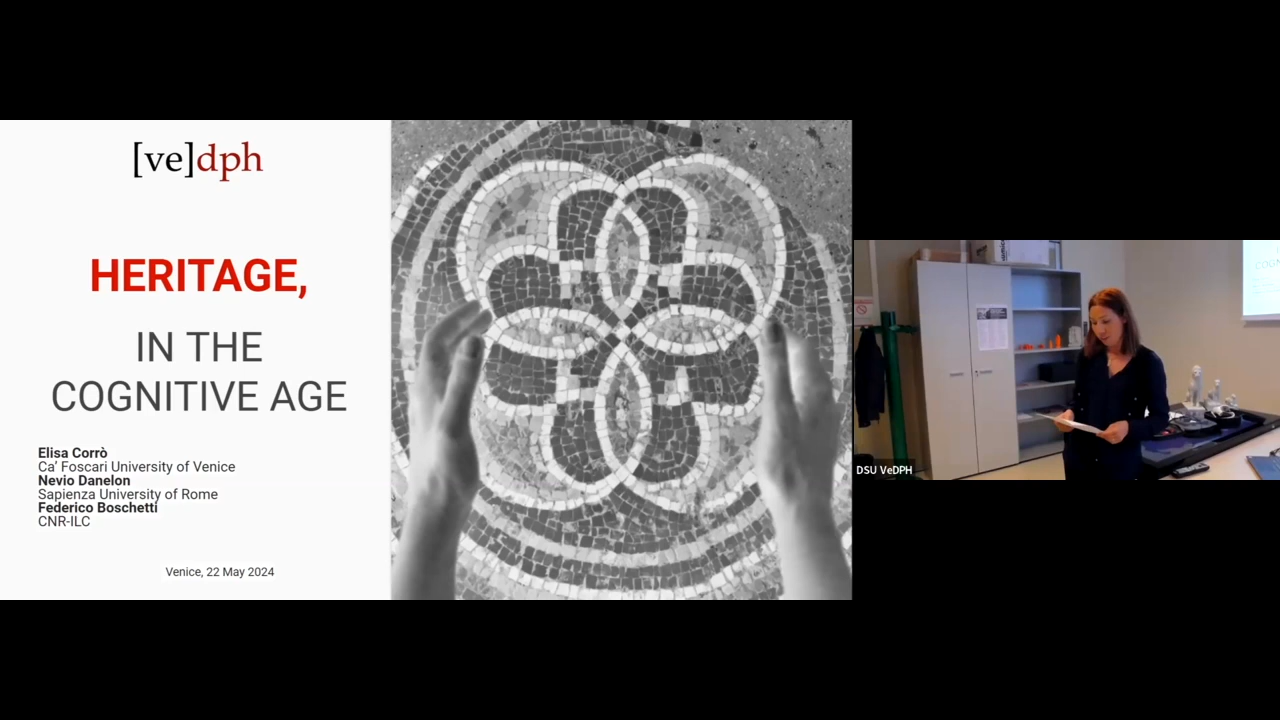 [ve]dph
HERITAGE,
IN THE
COGNITIVE AGE
Elisa Corrò
Ca' Foscari University of Venice
Nevio Danelon
Sapienza University of Rome
Federico Boschetti
CNR-ILC
Venice, 22 May 2024
DSU VeDPH